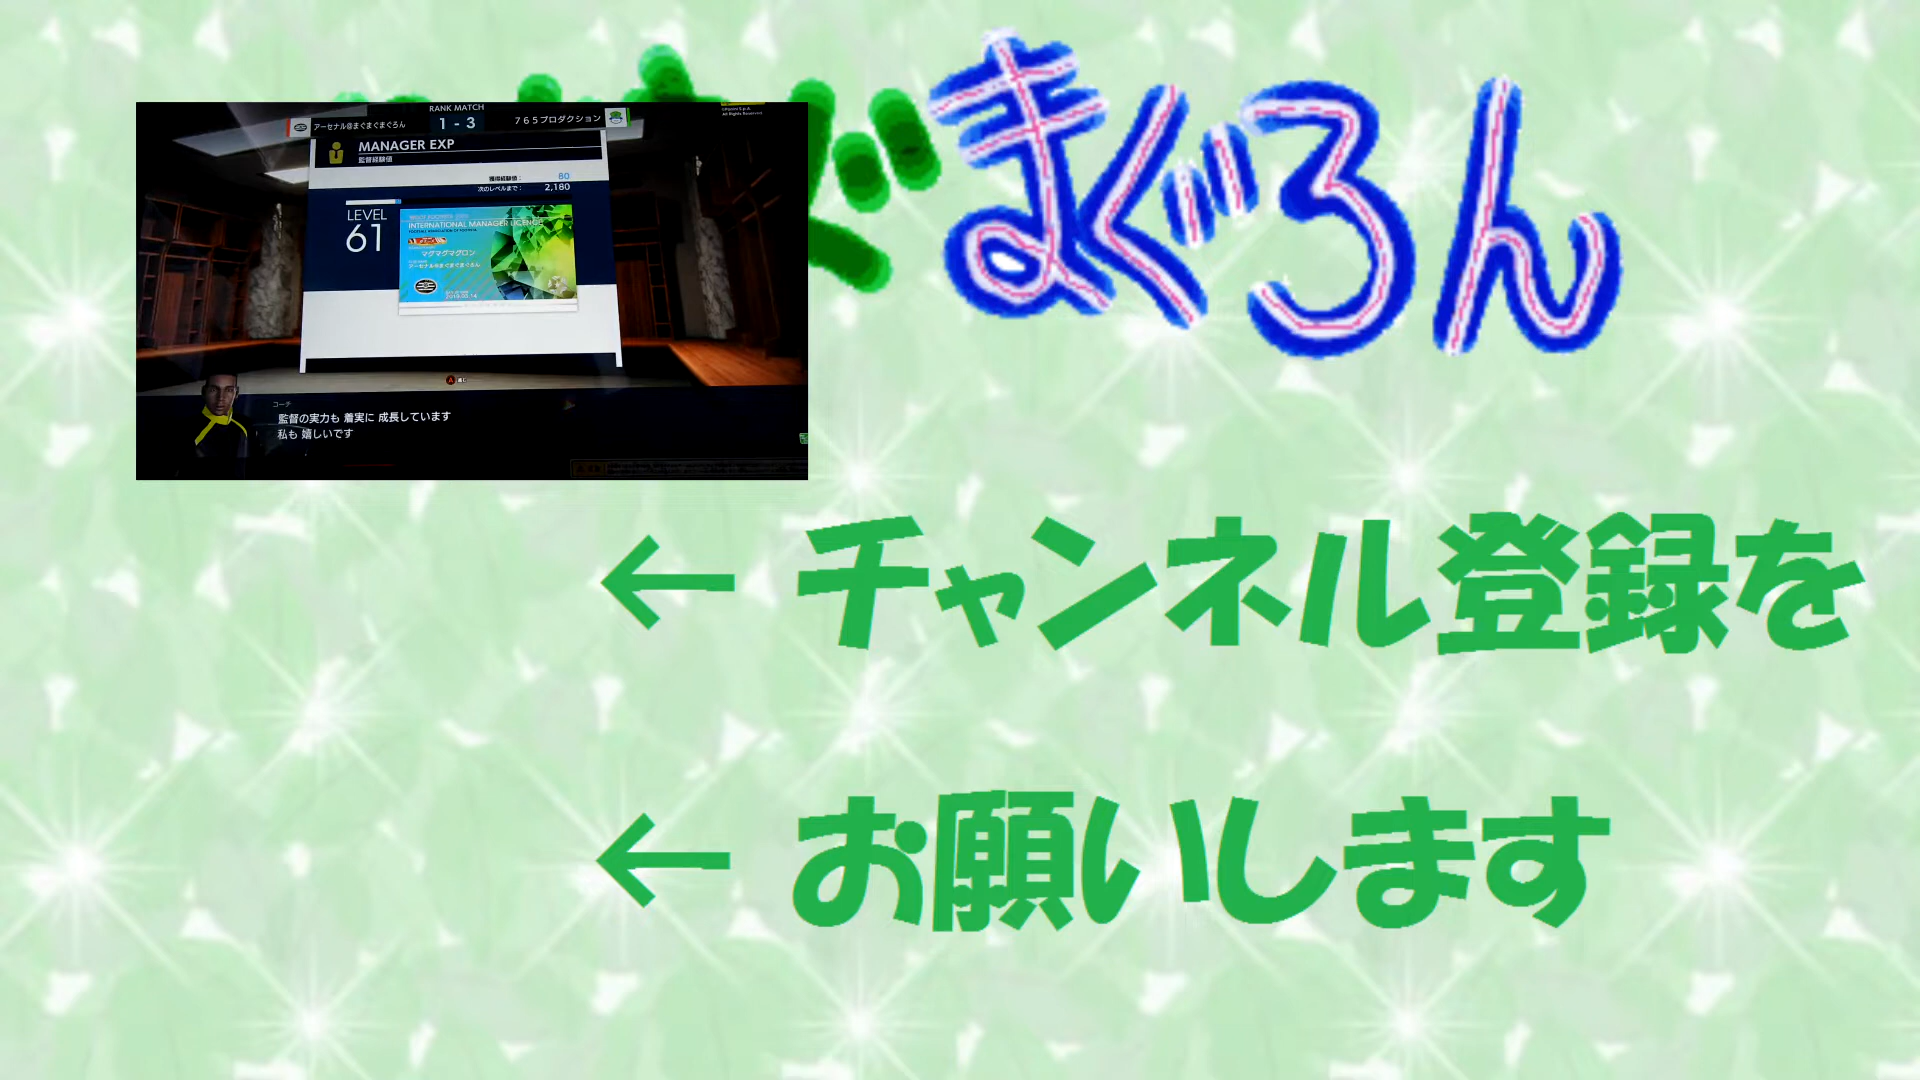 ぐまぐろん
RANK MATCH
アーセナル@まぐまぐまぐろん 1 - 3 765プロダクション
MANAGER EXP
監督経験値
獲得経験値： 80
次のレベルまで： 2,180
LEVEL
61
INTERNATIONAL MANAGER LICENCE
マグマグマグロン
アーセナル@まぐまぐまぐろん
コーチ
監督の実力も 着実に 成長しています
私も 嬉しいです
← チャンネル登録を
← お願いします